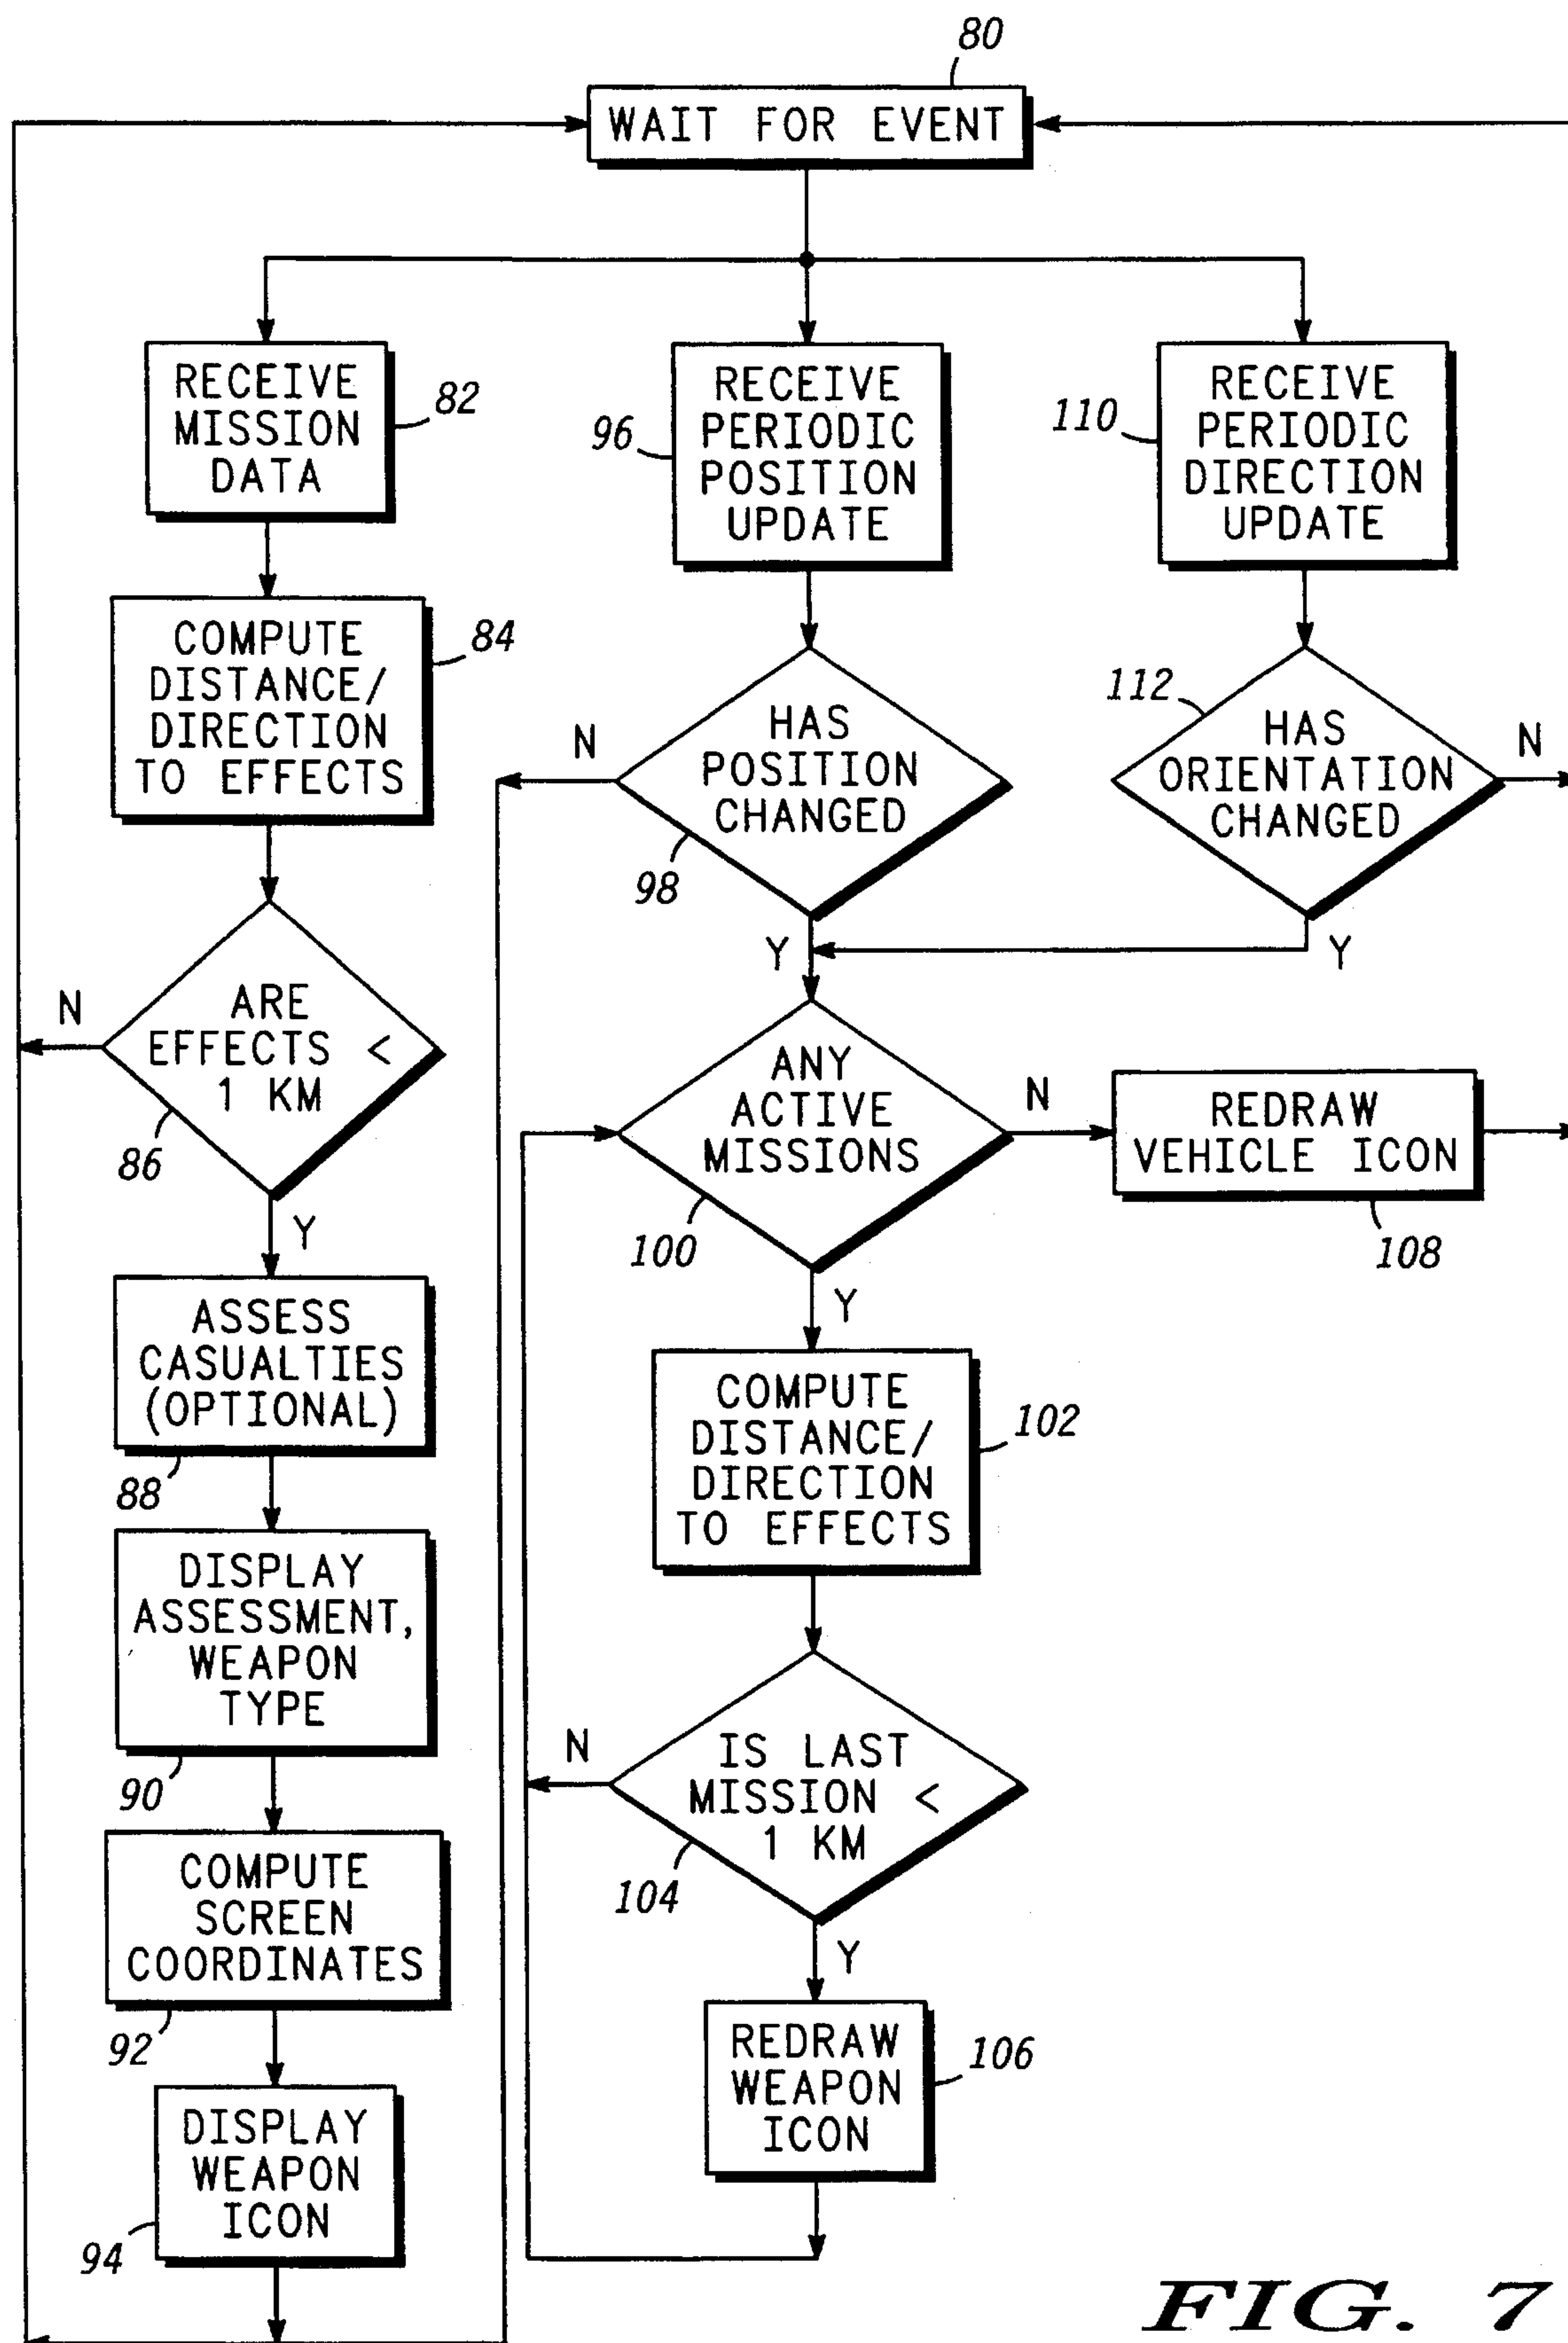 80
WAIT FOR EVENT
RECEIVE
MISSION
DATA
82
COMPUTE
DISTANCE/
DIRECTION
TO EFFECTS
84
ARE
EFFECTS <
1 KM
N
86
Y
ASSESS
CASUALTIES
(OPTIONAL)
88
DISPLAY
ASSESSMENT,
WEAPON
TYPE
90
COMPUTE
SCREEN
COORDINATES
92
DISPLAY
WEAPON
ICON
94
RECEIVE
PERIODIC
POSITION
UPDATE
96
HAS
POSITION
CHANGED
N
98
Y
ANY
ACTIVE
MISSIONS
N
100
Y
COMPUTE
DISTANCE/
DIRECTION
TO EFFECTS
102
IS LAST
MISSION <
1 KM
N
104
Y
REDRAW
WEAPON
ICON
106
RECEIVE
PERIODIC
DIRECTION
UPDATE
110
112
HAS
ORIENTATION
CHANGED
N
Y
REDRAW
VEHICLE ICON
108
FIG. 7